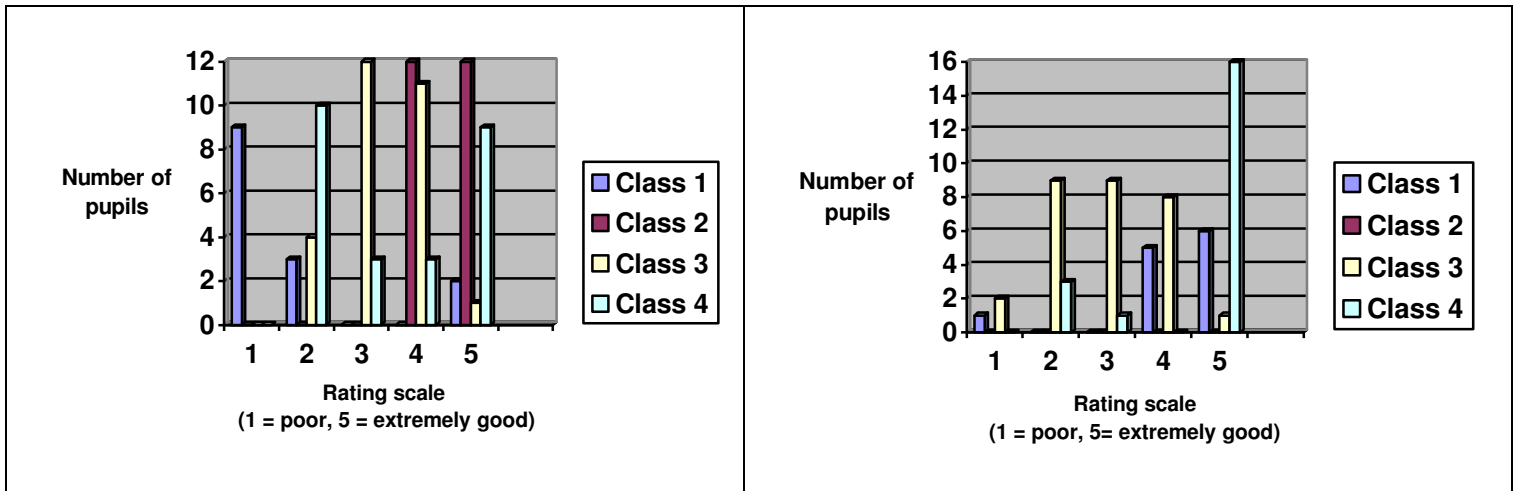 12
10
8
6
4
2
0
Number of
pupils
1 2 3 4 5
Rating scale
(1 = poor, 5 = extremely good)
Class 1
Class 2
Class 3
Class 4
16
14
12
10
8
6
4
2
0
Number of
pupils
1 2 3 4 5
Rating scale
(1 = poor, 5= extremely good)
Class 1
Class 2
Class 3
Class 4